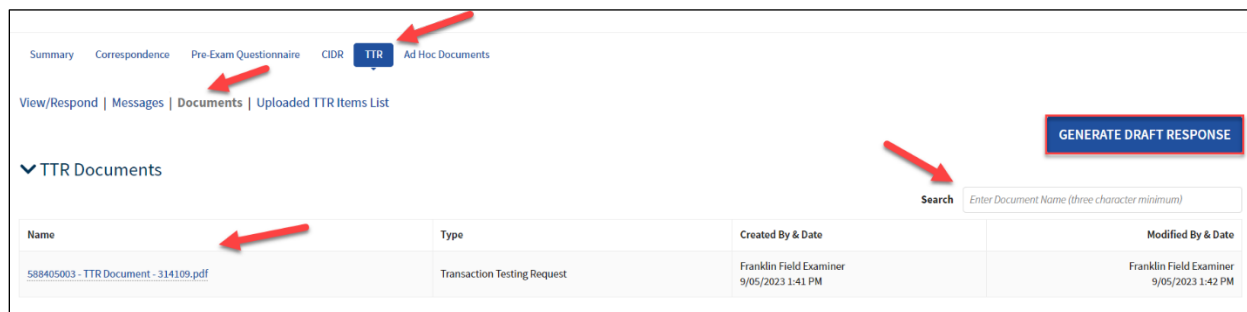 Summary Correspondence Pre-Exam Questionnaire CIDR TTR Ad Hoc Documents
View/Respond | Messages | Documents | Uploaded TTR Items List
GENERATE DRAFT RESPONSE
TTR Documents
Search Enter Document Name (three character minimum)
Name Type Created By & Date Modified By & Date
588405003 - TTR Document - 314109.pdf Transaction Testing Request Franklin Field Examiner Franklin Field Examiner
9/05/2023 1:41 PM 9/05/2023 1:42 PM